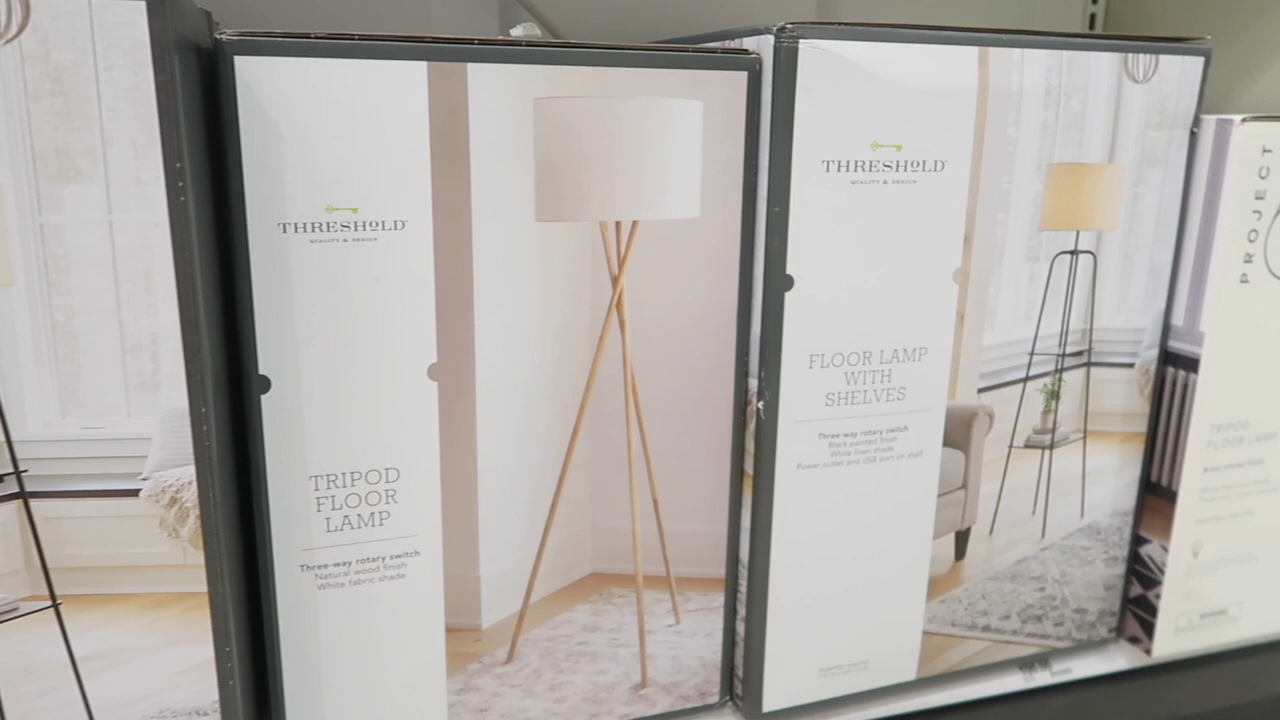 THRESHOLD
QUALITY & DESIGN
TRIPOD
FLOOR
LAMP
Three-way rotary switch
Natural wood finish
White fabric shade
THRESHOLD
QUALITY & DESIGN
FLOOR LAMP
WITH
SHELVES
Three-way rotary switch
Black painted finish
White linen shade
Power outlet and USB port on shelf
PROJECT
TRIPOD
FLOOR LAMP